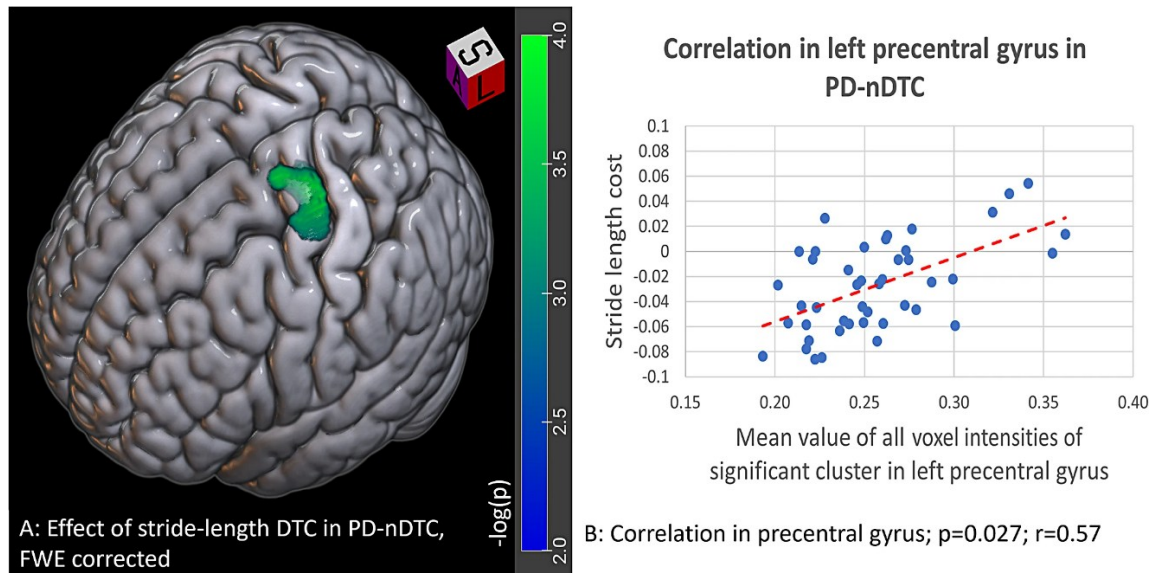 S
A
L
4.0
3.5
3.0
2.5
2.0
-log(p)
A: Effect of stride-length DTC in PD-nDTC,
FWE corrected
Correlation in left precentral gyrus in
PD-nDTC
Stride length cost
0.1
0.08
0.06
0.04
0.02
0
-0.02
-0.04
-0.06
-0.08
-0.1
0.15
0.20
0.25
0.30
0.35
0.40
Mean value of all voxel intensities of
significant cluster in left precentral gyrus
B: Correlation in precentral gyrus; p=0.027; r=0.57